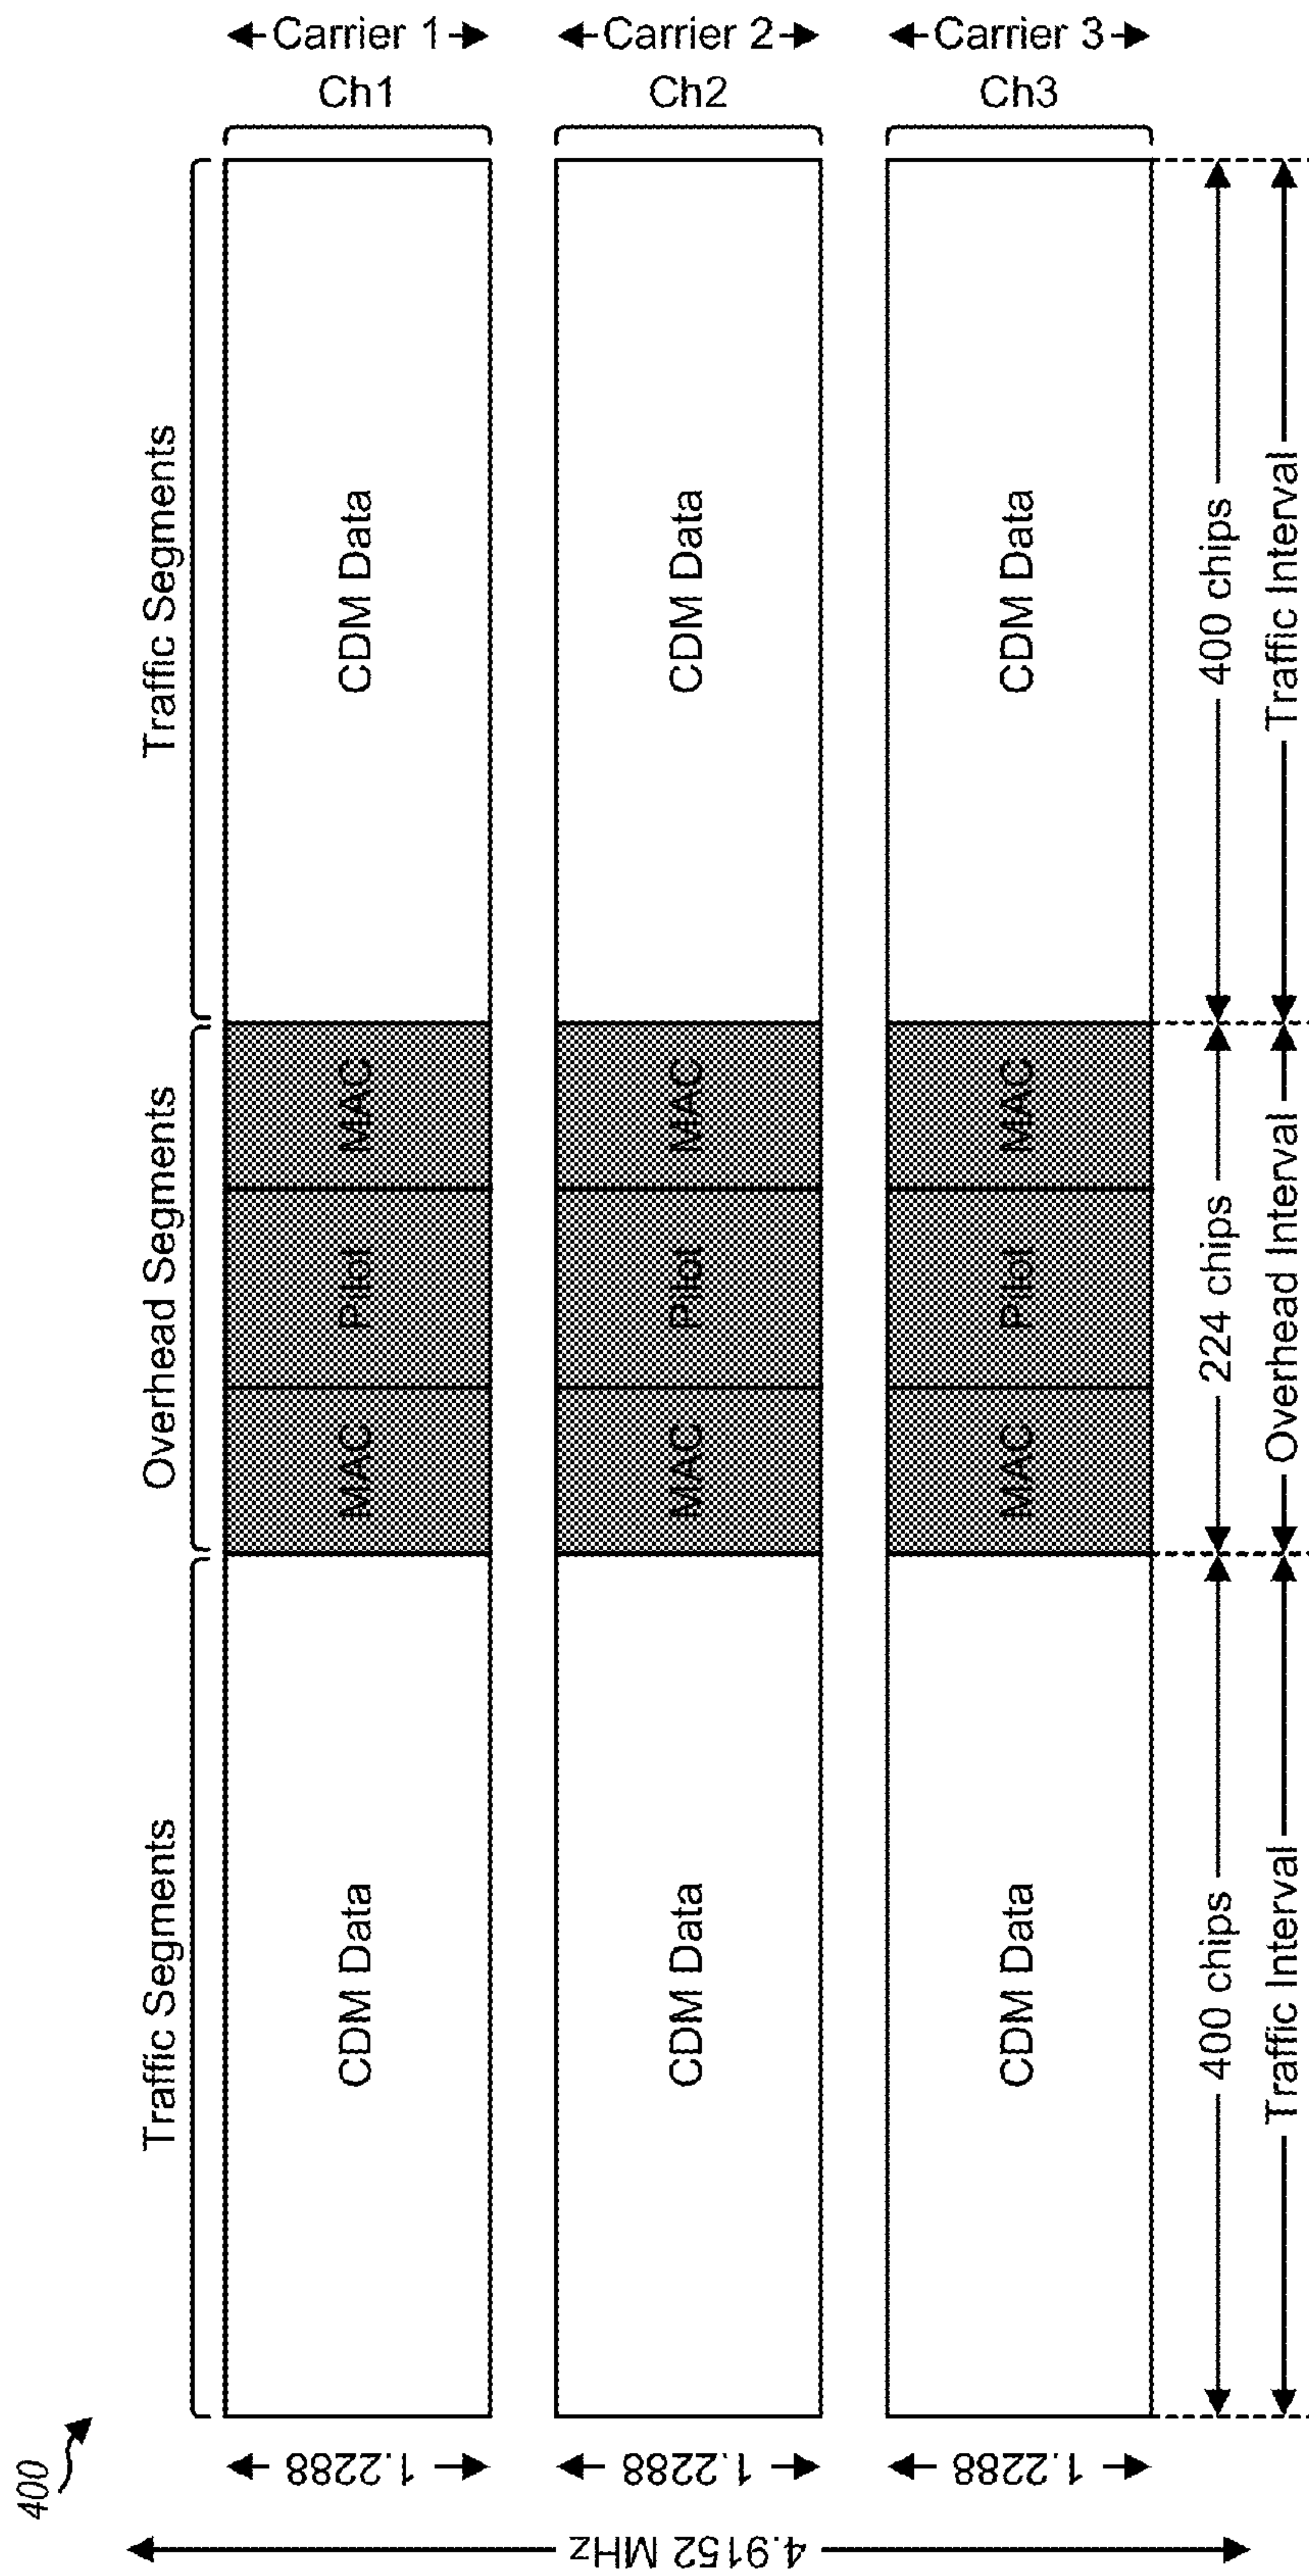 400
Traffic Segments
Overhead Segments
Traffic Segments
4.9152 MHz
1.2288
CDM Data
MAC
Pilot
MAC
CDM Data
Ch1
Carrier 1
1.2288
CDM Data
MAC
Pilot
MAC
CDM Data
Ch2
Carrier 2
1.2288
CDM Data
MAC
Pilot
MAC
CDM Data
Ch3
Carrier 3
400 chips
224 chips
400 chips
Traffic Interval
Overhead Interval
Traffic Interval